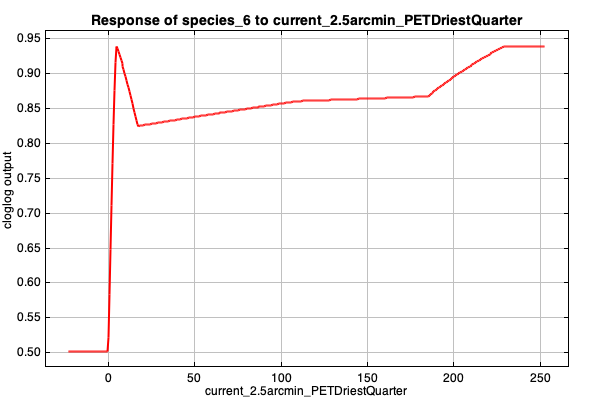 Response of species_6 to current_2.5arcmin_PETDriestQuarter
cloglog output
0.95
0.90
0.85
0.80
0.75
0.70
0.65
0.60
0.55
0.50
0 50 100 150 200 250
current_2.5arcmin_PETDriestQuarter